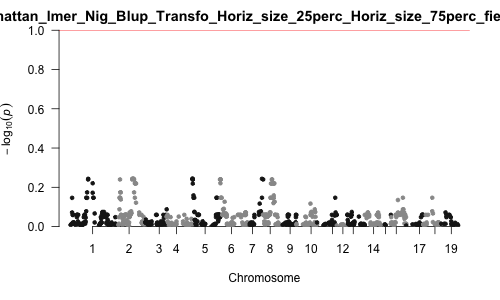 nattan_Imer_Nig_Blup_Transfo_Horiz_size_25perc_Horiz_size_75perc_fie
1.0
0.8
0.6
0.4
0.2
0.0
− log10(p)
1 2 3 4 5 6 7 8 9 10 12 14 17 19
Chromosome